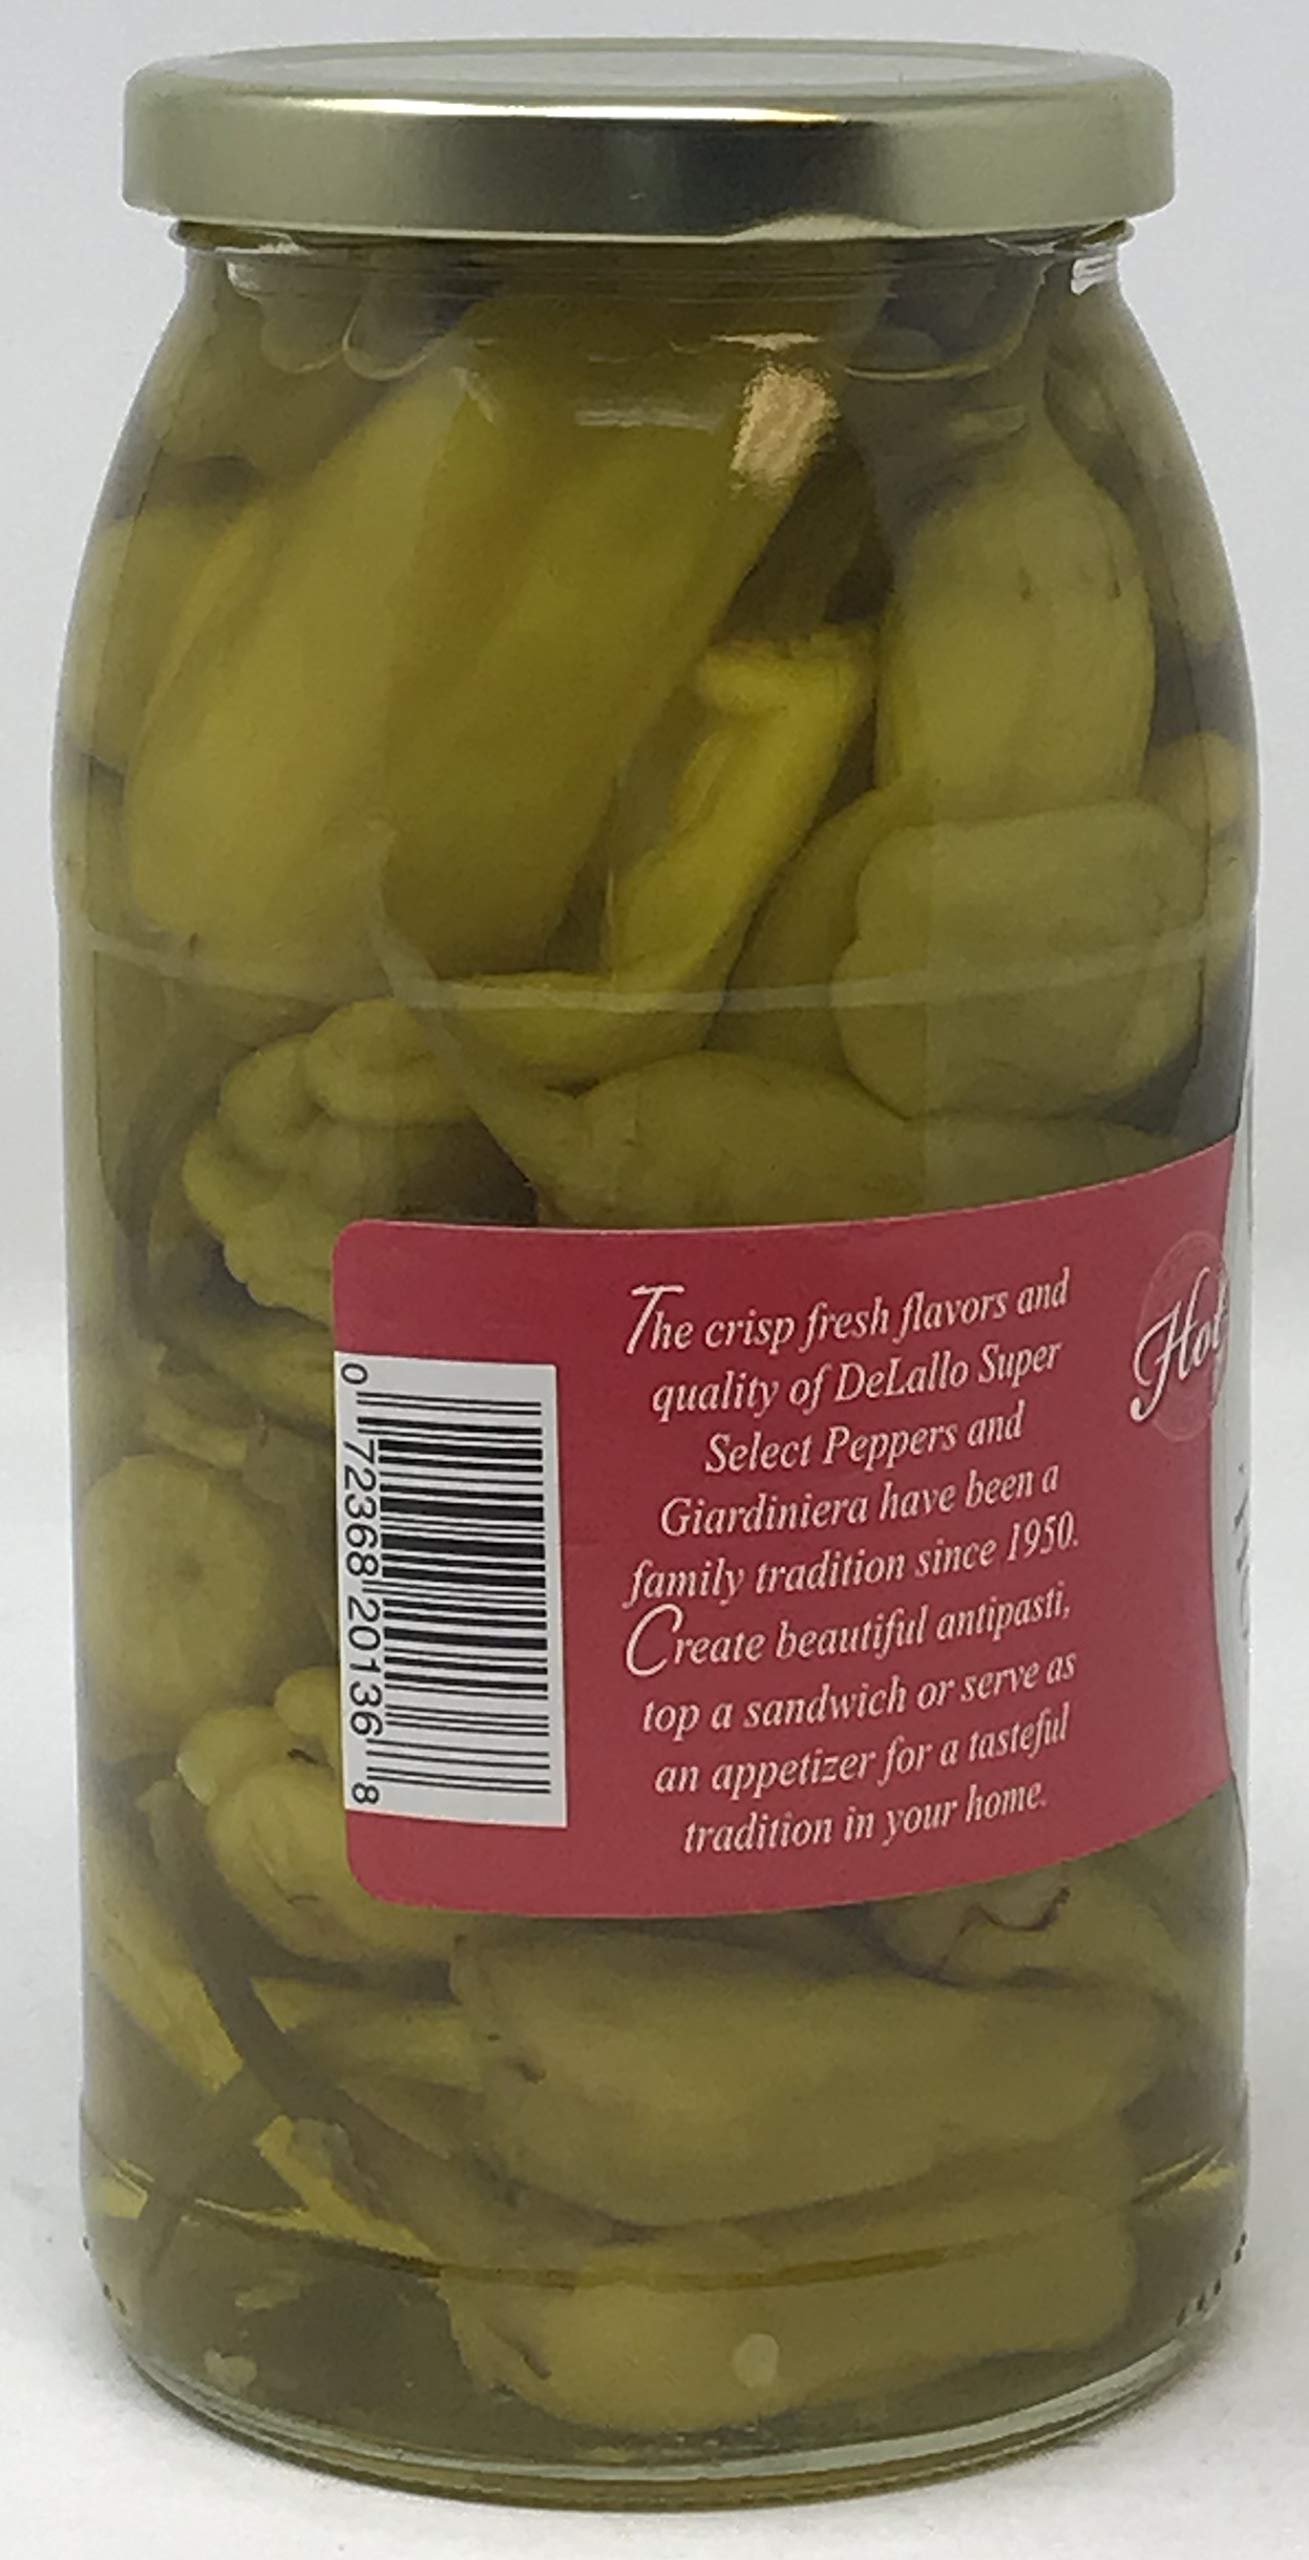 The crisp fresh flavors and
quality of DeLallo Super
Select Peppers and
Giardiniera have been a
family tradition since 1950.
Create beautiful antipasti,
top a sandwich or serve as
an appetizer for a tasteful
tradition in your home.
Hot
0 72368 20136 8